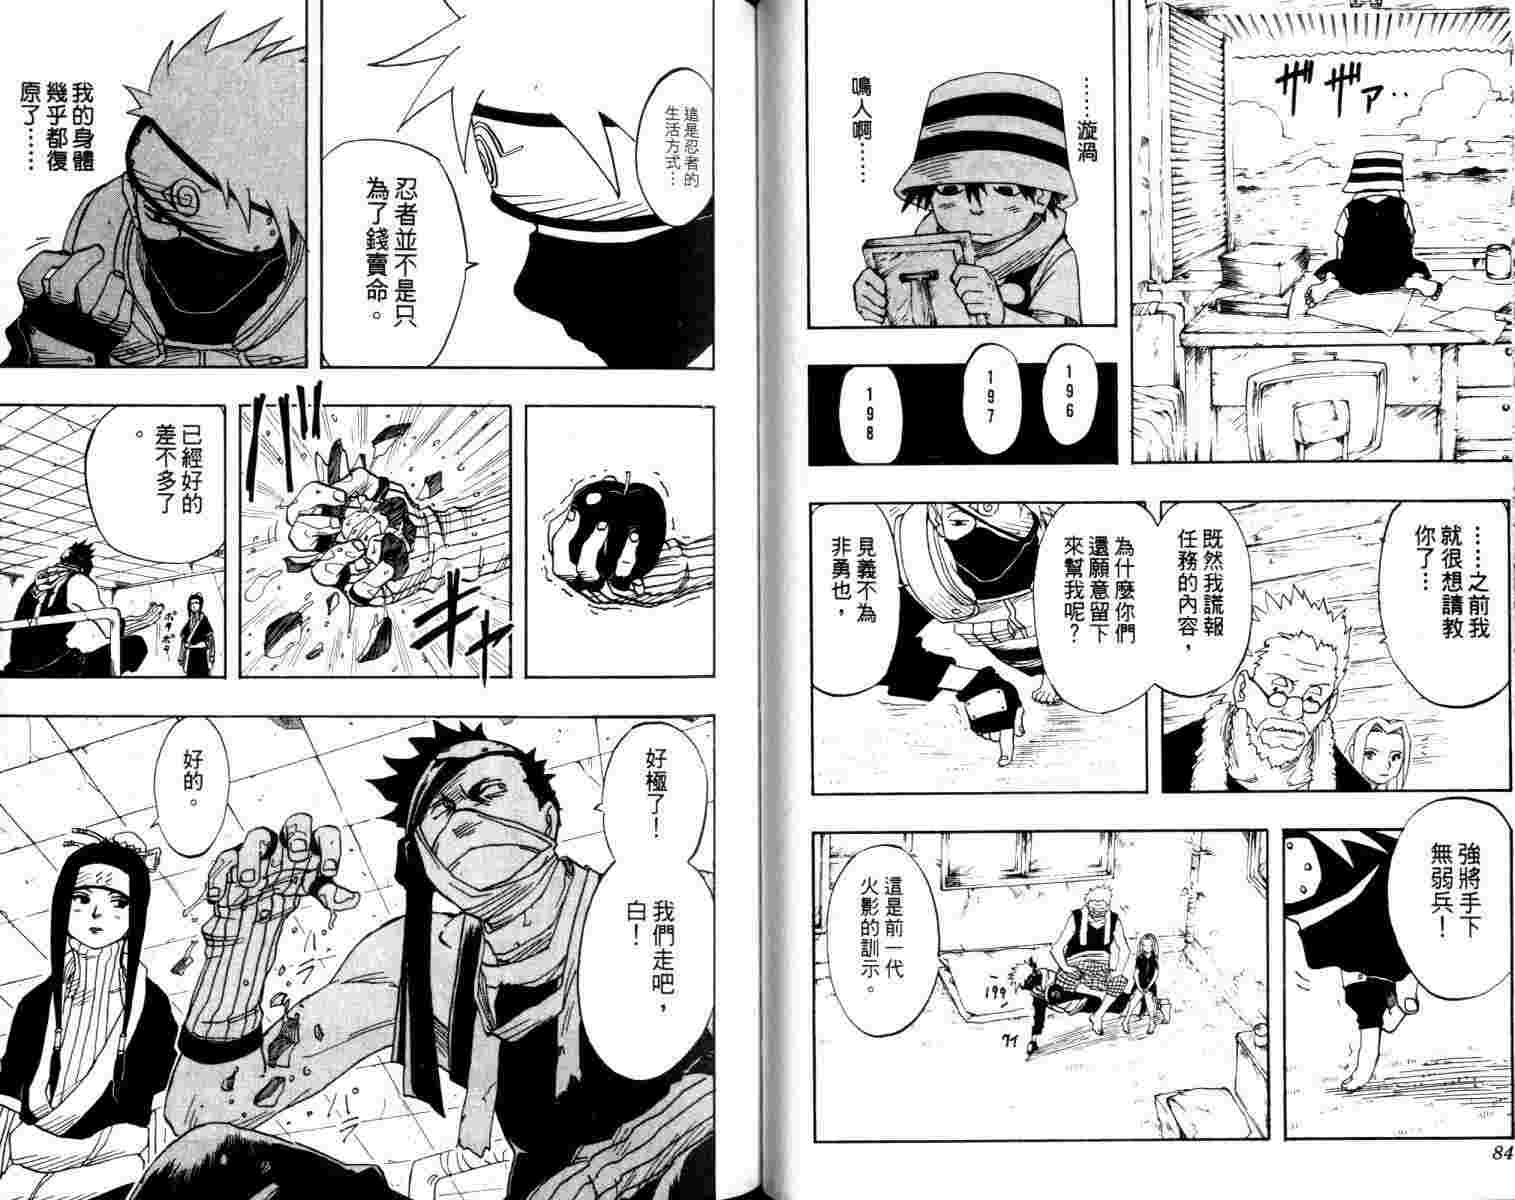 ザザァ‥
……漩渦
鳴人啊……
196
197
198
……之前我
就很想請教
你了…
既然我謊報
任務的內容，
為什麼你們
還願意留下
來幫我呢？
見義不為
非勇也，
強將手下
無弱兵！
199
グイ
這是前一代
火影的訓示。
84
這是忍者的
生活方式…
忍者並不是只
為了錢賣命。
我的身體
幾乎都復
原了……
已經好的
差不多了
。
ボタボタ
好極了！
我們走吧，
白！
好的。